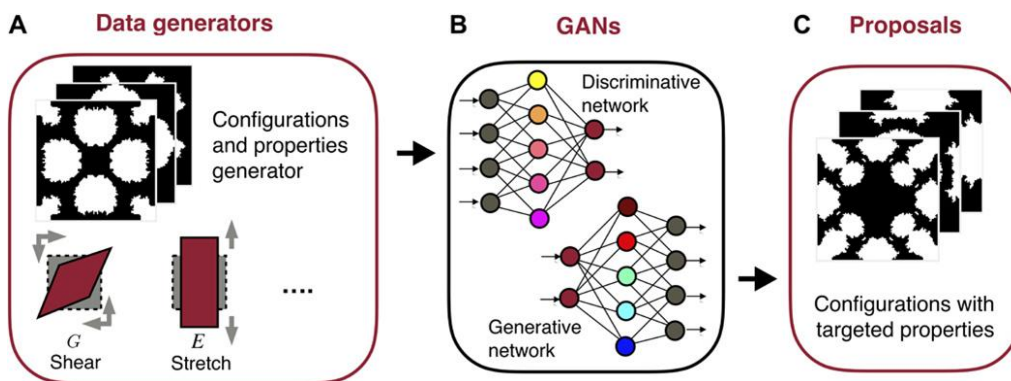 A
Data generators
Configurations
and properties
generator
G
Shear
E
Stretch
....
B
GANs
Discriminative
network
Generative
network
C
Proposals
Configurations with
targeted properties